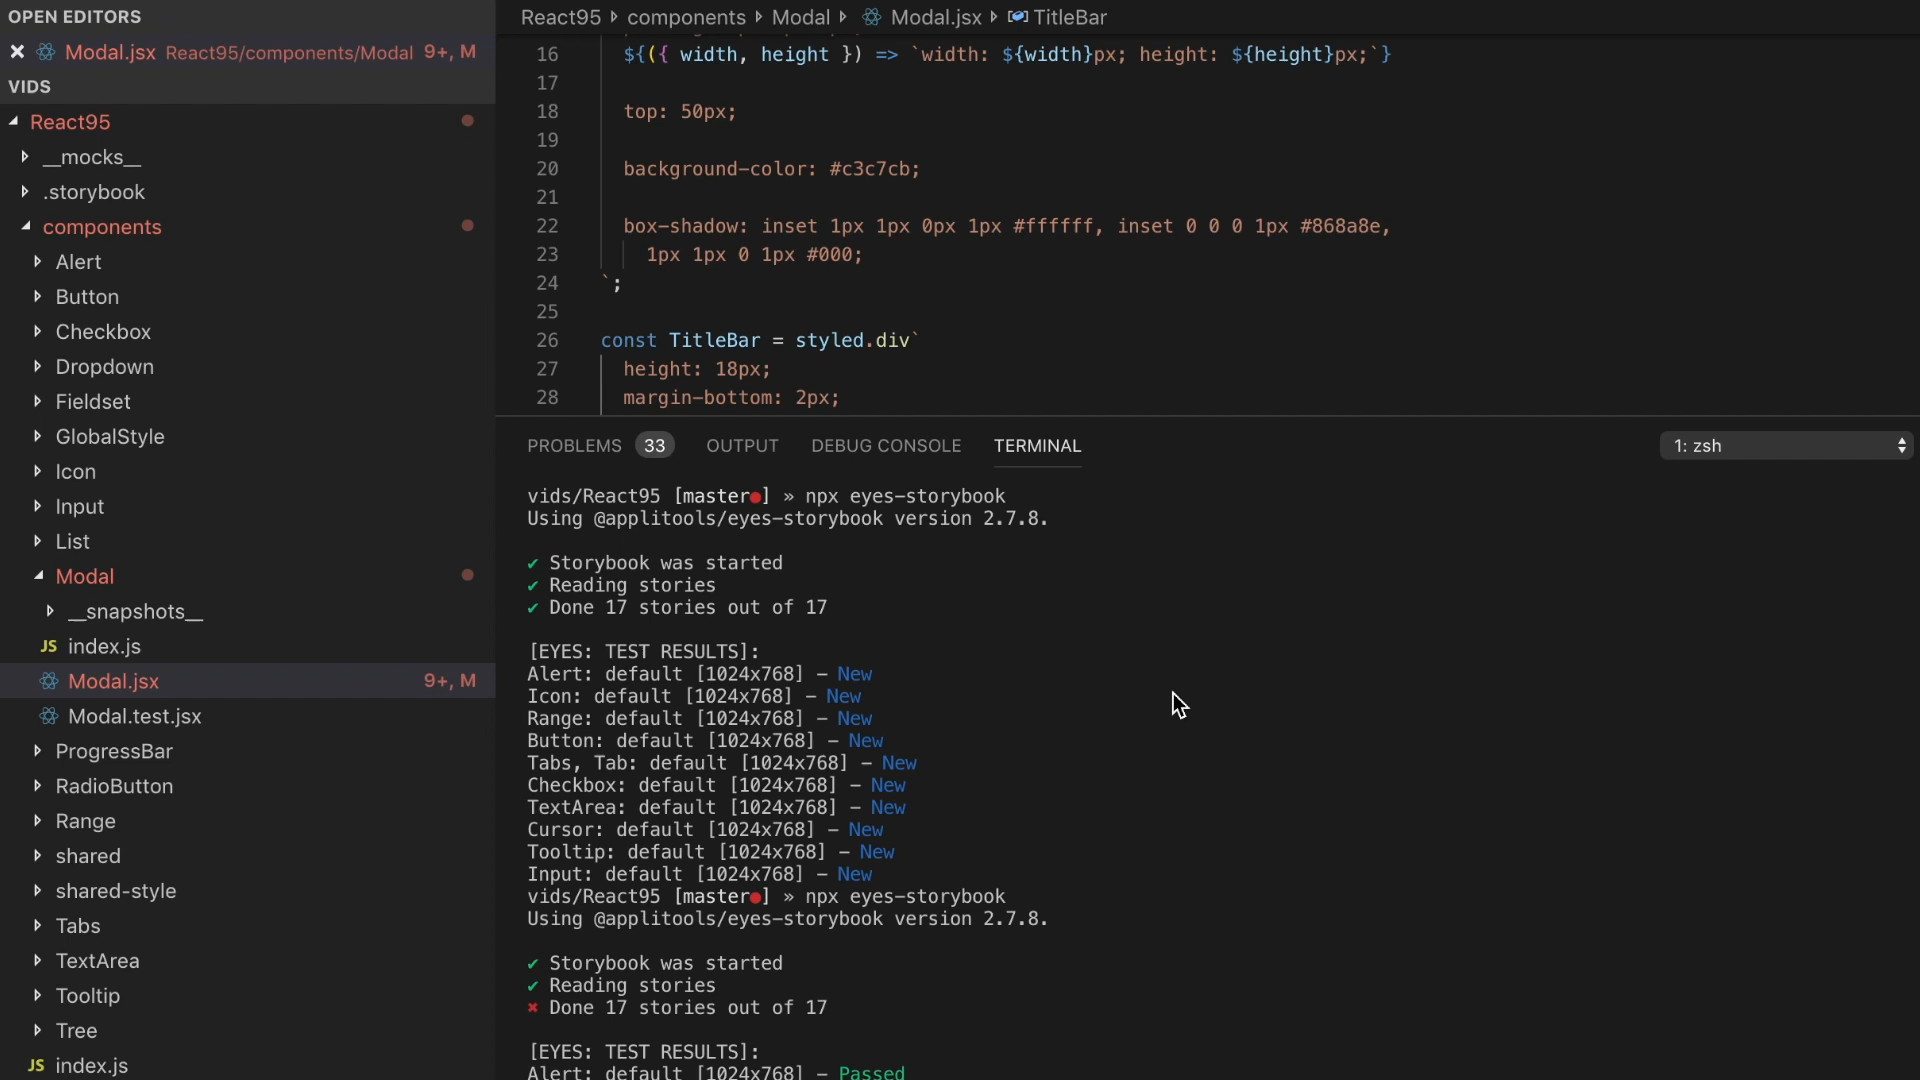 OPEN EDITORS
Modal.jsx React95/components/Modal 9+, M
VIDS
React95
__mocks__
.storybook
components
Alert
Button
Checkbox
Dropdown
Fieldset
GlobalStyle
Icon
Input
List
Modal
__snapshots__
JS index.js
Modal.jsx 9+, M
Modal.test.jsx
ProgressBar
RadioButton
Range
shared
shared-style
Tabs
TextArea
Tooltip
Tree
JS index.js
React95 components Modal Modal.jsx TitleBar
16 ${({ width, height }) => `width: ${width}px; height: ${height}px;`}
17
18 top: 50px;
19
20 background-color: #c3c7cb;
21
22 box-shadow: inset 1px 1px 0px 1px #ffffff, inset 0 0 0 1px #868a8e,
23 1px 1px 0 1px #000;
24 `;
25
26 const TitleBar = styled.div`
27 height: 18px;
28 margin-bottom: 2px;
PROBLEMS 33 OUTPUT DEBUG CONSOLE TERMINAL 1: zsh
vids/React95 [master●] » npx eyes-storybook
Using @applitools/eyes-storybook version 2.7.8.
✔ Storybook was started
✔ Reading stories
✔ Done 17 stories out of 17
[EYES: TEST RESULTS]:
Alert: default [1024x768] - New
Icon: default [1024x768] - New
Range: default [1024x768] - New
Button: default [1024x768] - New
Tabs, Tab: default [1024x768] - New
Checkbox: default [1024x768] - New
TextArea: default [1024x768] - New
Cursor: default [1024x768] - New
Tooltip: default [1024x768] - New
Input: default [1024x768] - New
vids/React95 [master●] » npx eyes-storybook
Using @applitools/eyes-storybook version 2.7.8.
✔ Storybook was started
✔ Reading stories
✖ Done 17 stories out of 17
[EYES: TEST RESULTS]:
Alert: default [1024x768] - Passed